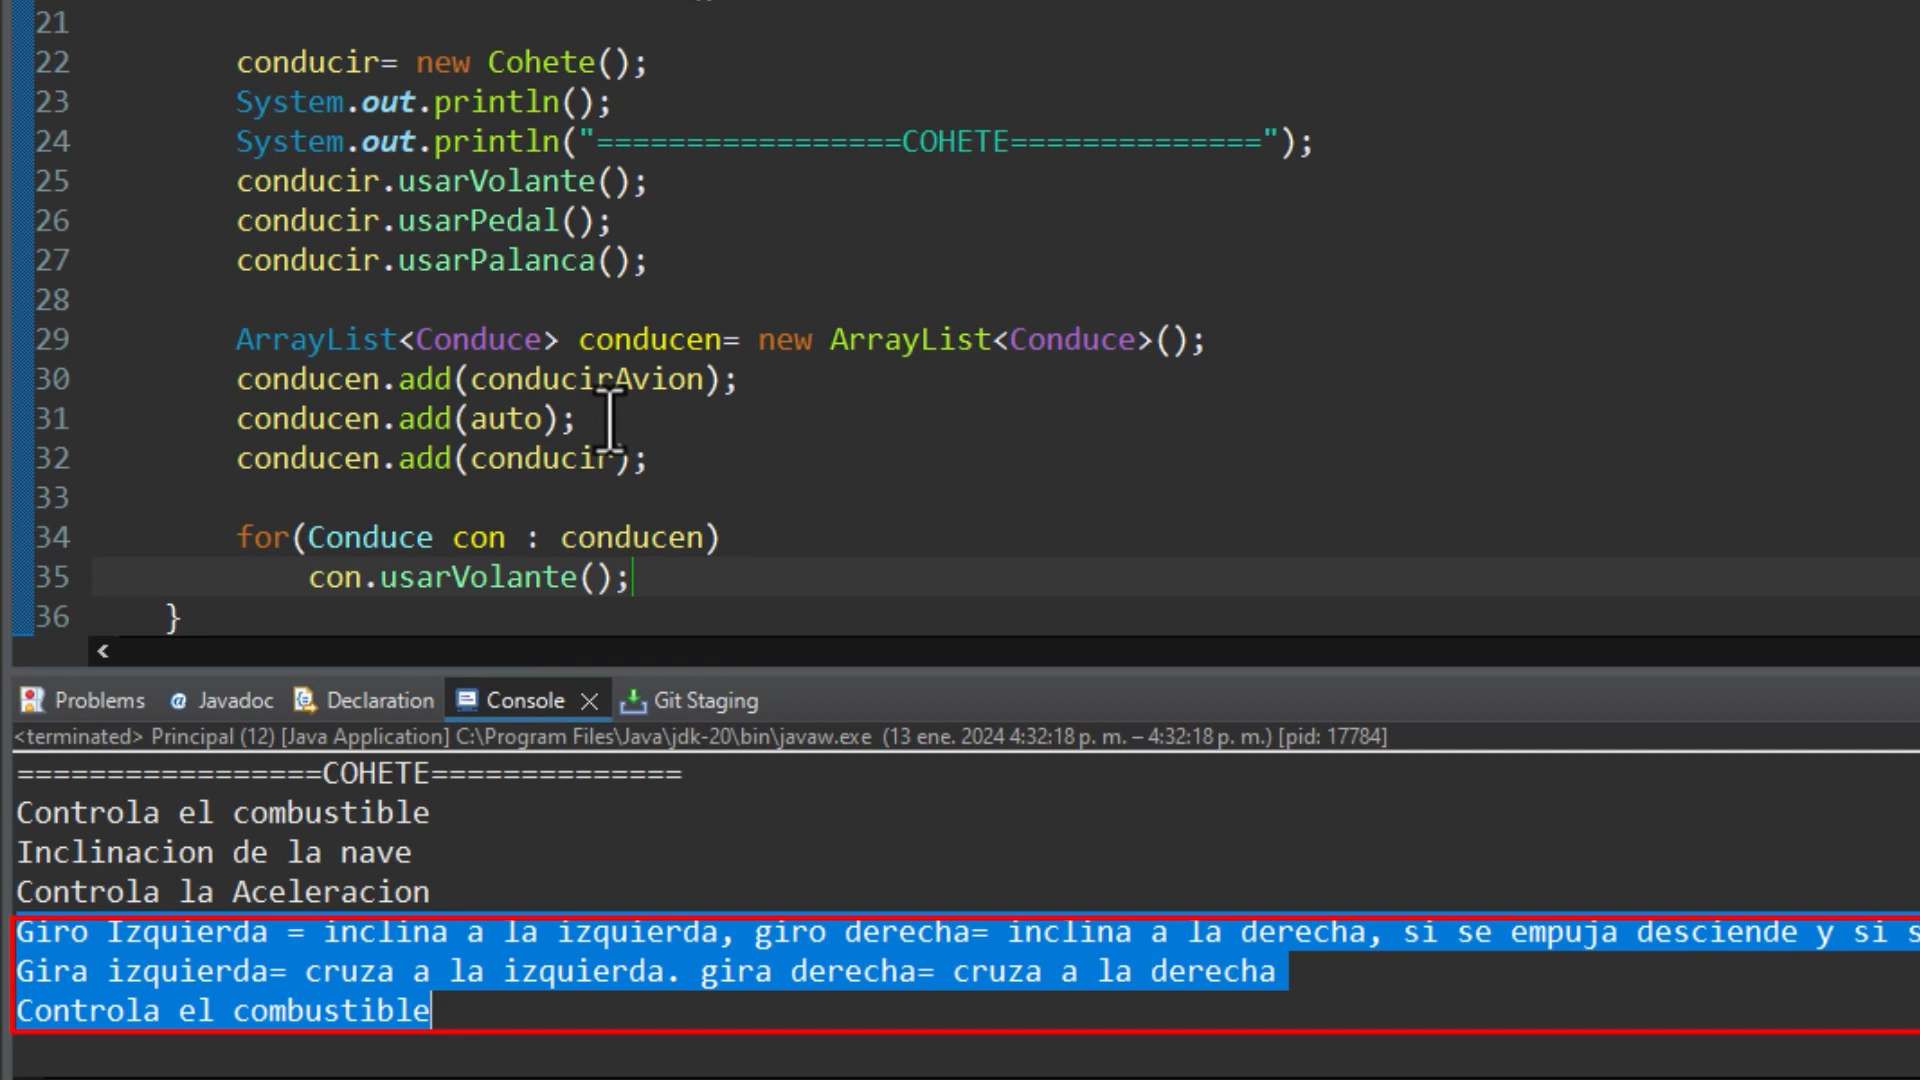 21
22 conducir= new Cohete();
23 System.out.println();
24 System.out.println("=================COHETE==============");
25 conducir.usarVolante();
26 conducir.usarPedal();
27 conducir.usarPalanca();
28
29 ArrayList<Conduce> conducen= new ArrayList<Conduce>();
30 conducen.add(conducirAvion);
31 conducen.add(auto);
32 conducen.add(conducir);
33
34 for(Conduce con : conducen)
35 con.usarVolante();
36 }
<
Problems @ Javadoc Declaration Console Git Staging
<terminated> Principal (12) [Java Application] C:\Program Files\Java\jdk-20\bin\javaw.exe (13 ene. 2024 4:32:18 p. m. – 4:32:18 p. m.) [pid: 17784]
=================COHETE==============
Controla el combustible
Inclinacion de la nave
Controla la Aceleracion
Giro Izquierda = inclina a la izquierda, giro derecha= inclina a la derecha, si se empuja desciende y si s
Gira izquierda= cruza a la izquierda. gira derecha= cruza a la derecha
Controla el combustible